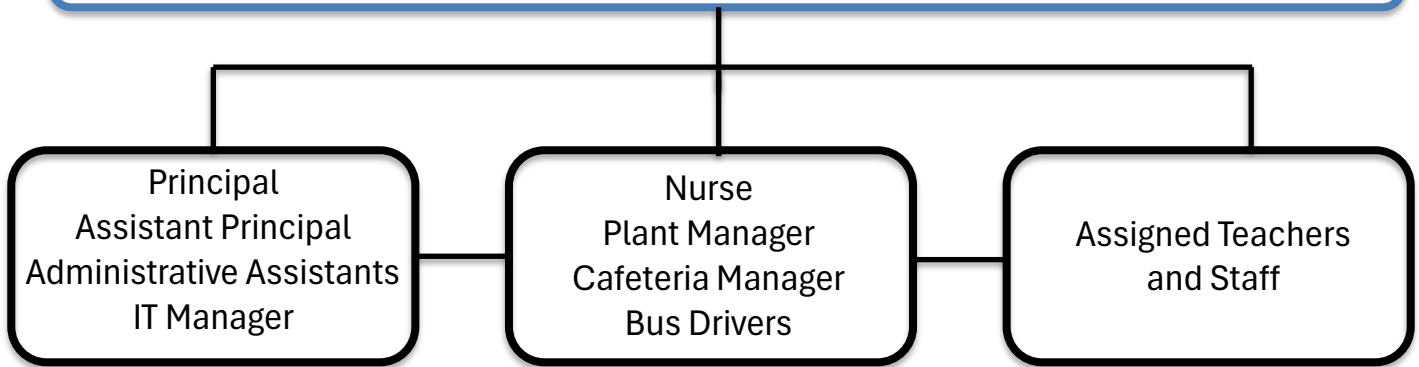 Principal
Assistant Principal
Administrative Assistants
IT Manager
Nurse
Plant Manager
Cafeteria Manager
Bus Drivers
Assigned Teachers
and Staff